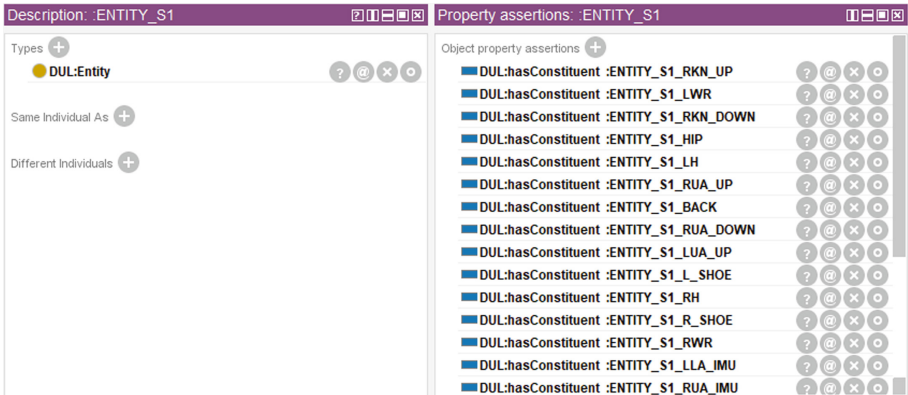 Description: :ENTITY_S1
Types
DUL:Entity
Same Individual As
Different Individuals
Property assertions: :ENTITY_S1
Object property assertions
DUL:hasConstituent :ENTITY_S1_RKN_UP
DUL:hasConstituent :ENTITY_S1_LWR
DUL:hasConstituent :ENTITY_S1_RKN_DOWN
DUL:hasConstituent :ENTITY_S1_HIP
DUL:hasConstituent :ENTITY_S1_LH
DUL:hasConstituent :ENTITY_S1_RUA_UP
DUL:hasConstituent :ENTITY_S1_BACK
DUL:hasConstituent :ENTITY_S1_RUA_DOWN
DUL:hasConstituent :ENTITY_S1_LUA_UP
DUL:hasConstituent :ENTITY_S1_L_SHOE
DUL:hasConstituent :ENTITY_S1_RH
DUL:hasConstituent :ENTITY_S1_R_SHOE
DUL:hasConstituent :ENTITY_S1_RWR
DUL:hasConstituent :ENTITY_S1_LLA_IMU
DUL:hasConstituent :ENTITY_S1_RUA_IMU